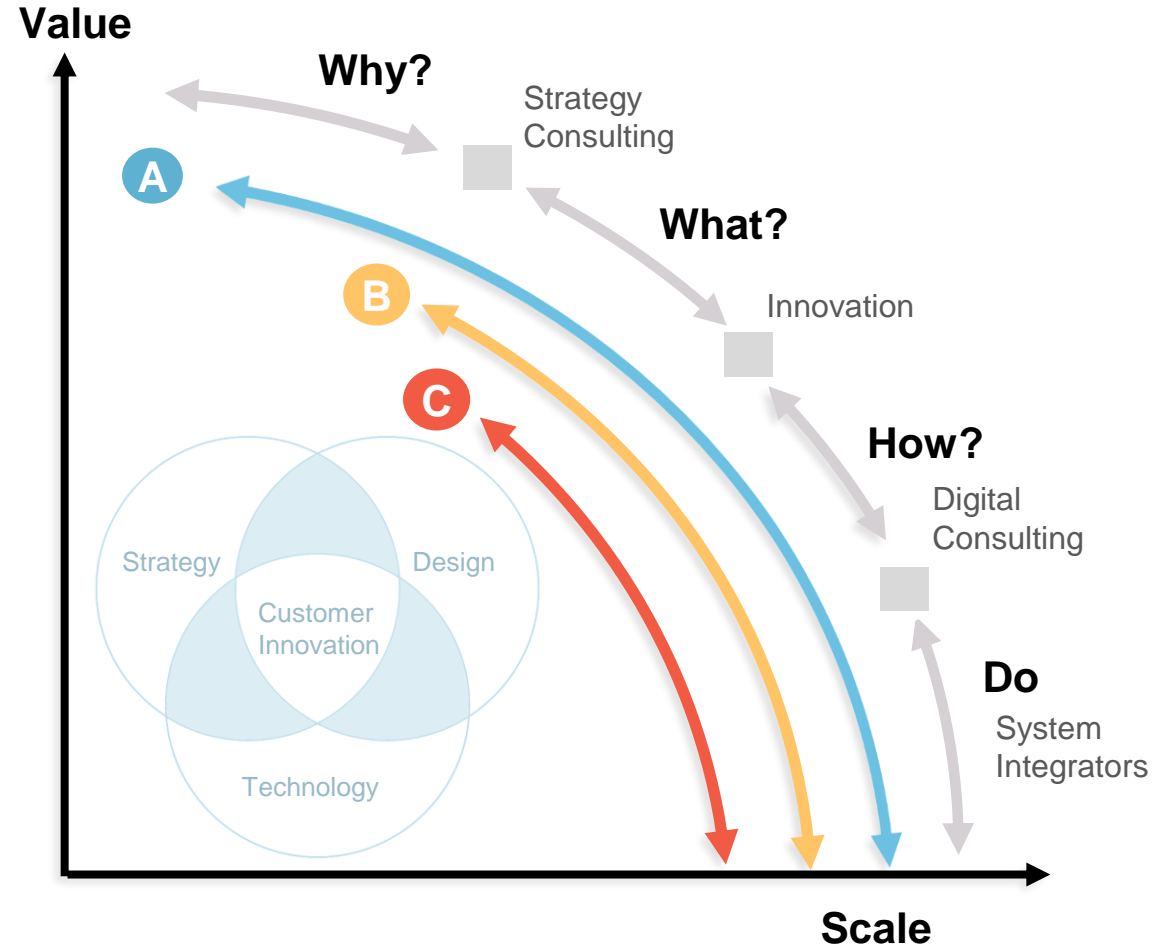 Value
Why?
Strategy
Consulting
A
What?
B
Innovation
C
How?
Digital
Consulting
Strategy
Design
Customer
Innovation
Do
System
Integrators
Technology
Scale